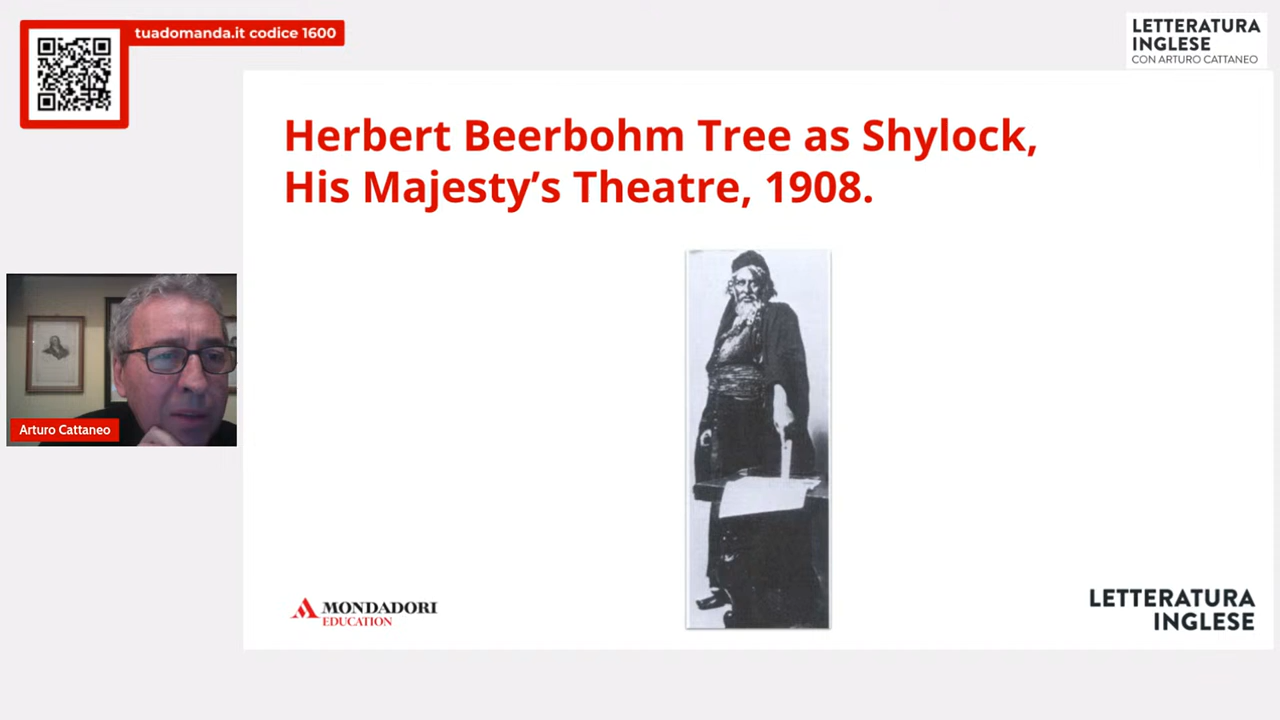 tuadomanda.it codice 1600
LETTERATURA
INGLESE
CON ARTURO CATTANEO
Herbert Beerbohm Tree as Shylock,
His Majesty’s Theatre, 1908.
Arturo Cattaneo
MONDADORI
EDUCATION
LETTERATURA
INGLESE